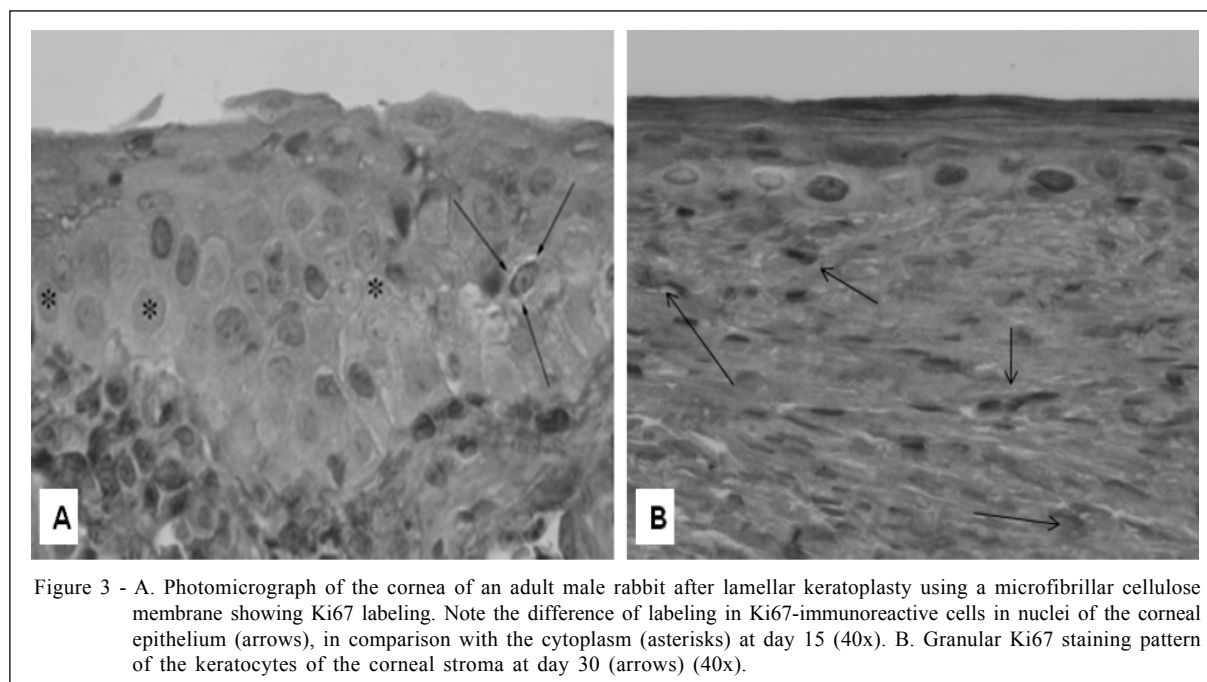 A
B
Figure 3 - A. Photomicrograph of the cornea of an adult male rabbit after lamellar keratoplasty using a microfibrillar cellulose
membrane showing Ki67 labeling. Note the difference of labeling in Ki67-immunoreactive cells in nuclei of the corneal
epithelium (arrows), in comparison with the cytoplasm (asterisks) at day 15 (40x). B. Granular Ki67 staining pattern
of the keratocytes of the corneal stroma at day 30 (arrows) (40x).